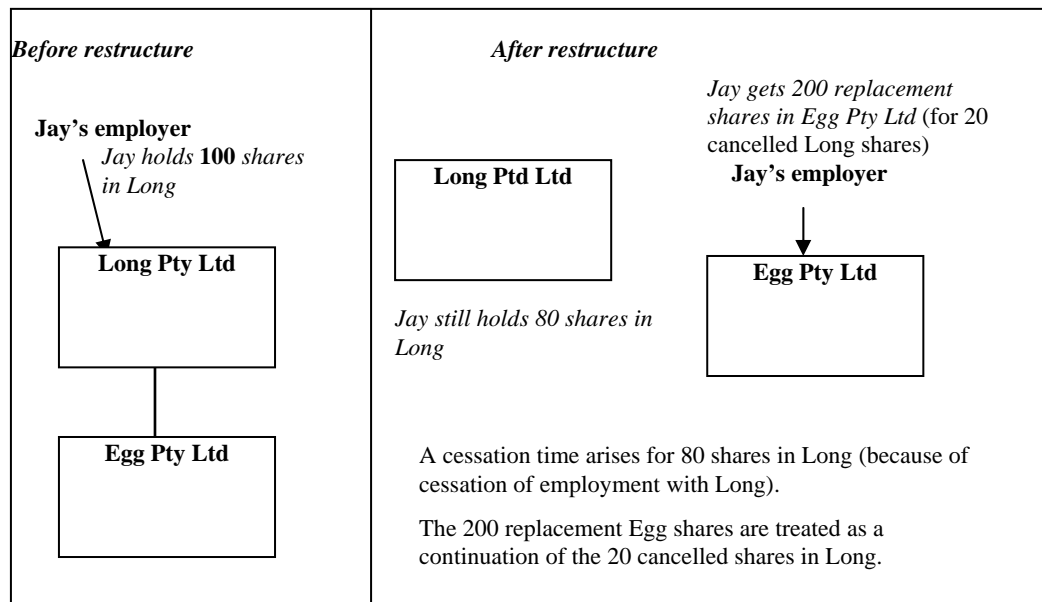 Before restructure
Jay's employer
Jay holds 100 shares
in Long
Long Pty Ltd
Egg Pty Ltd
After restructure
Jay gets 200 replacement
shares in Egg Pty Ltd (for 20
cancelled Long shares)
Jay's employer
Long Ptd Ltd
Egg Pty Ltd
Jay still holds 80 shares in
Long
A cessation time arises for 80 shares in Long (because of
cessation of employment with Long).
The 200 replacement Egg shares are treated as a
continuation of the 20 cancelled shares in Long.